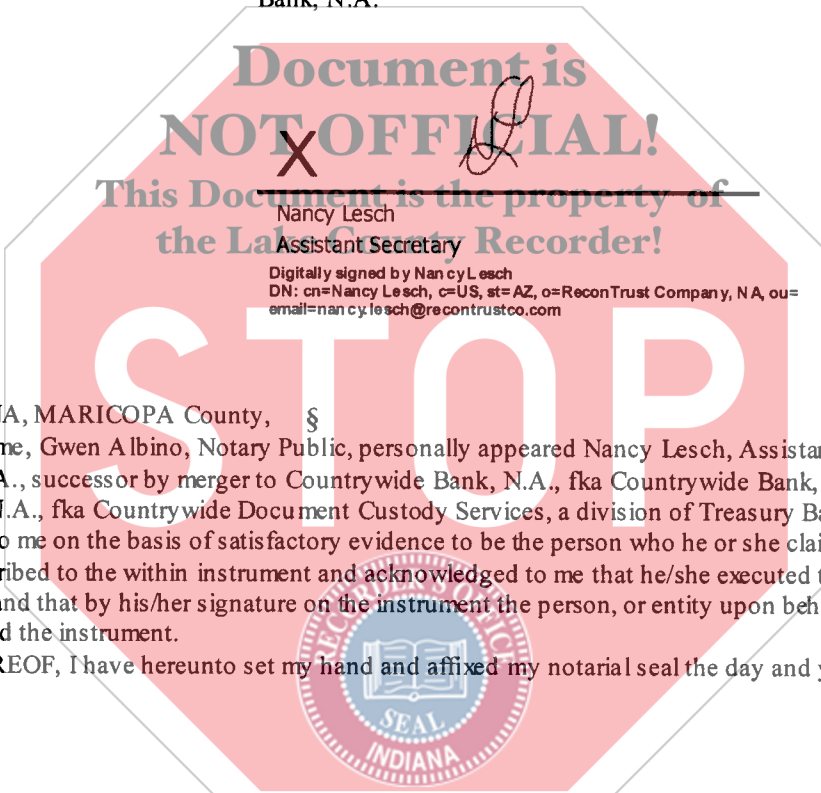 Bank, N.A.
Document is
NOT OFFICIAL!
X
This Document is the property of
Nancy Lesch
the Lake County Recorder!
Assistant Secretary
Digitally signed by Nancy Lesch
DN: cn=Nancy Lesch, c=US, st=AZ, o=ReconTrust Company, NA, ou=
email=nancy.lesch@recontrustco.com
STOP
NA, MARICOPA County, §
me, Gwen Albino, Notary Public, personally appeared Nancy Lesch, Assistan
A., successor by merger to Countrywide Bank, N.A., fka Countrywide Bank,
N.A., fka Countrywide Document Custody Services, a division of Treasury Ba
o me on the basis of satisfactory evidence to be the person who he or she clai
ribed to the within instrument and acknowledged to me that he/she executed t
and that by his/her signature on the instrument the person, or entity upon beh
d the instrument.
REOF, I have hereunto set my hand and affixed my notarial seal the day and y
RECORDER'S OFFICE
SEAL
INDIANA